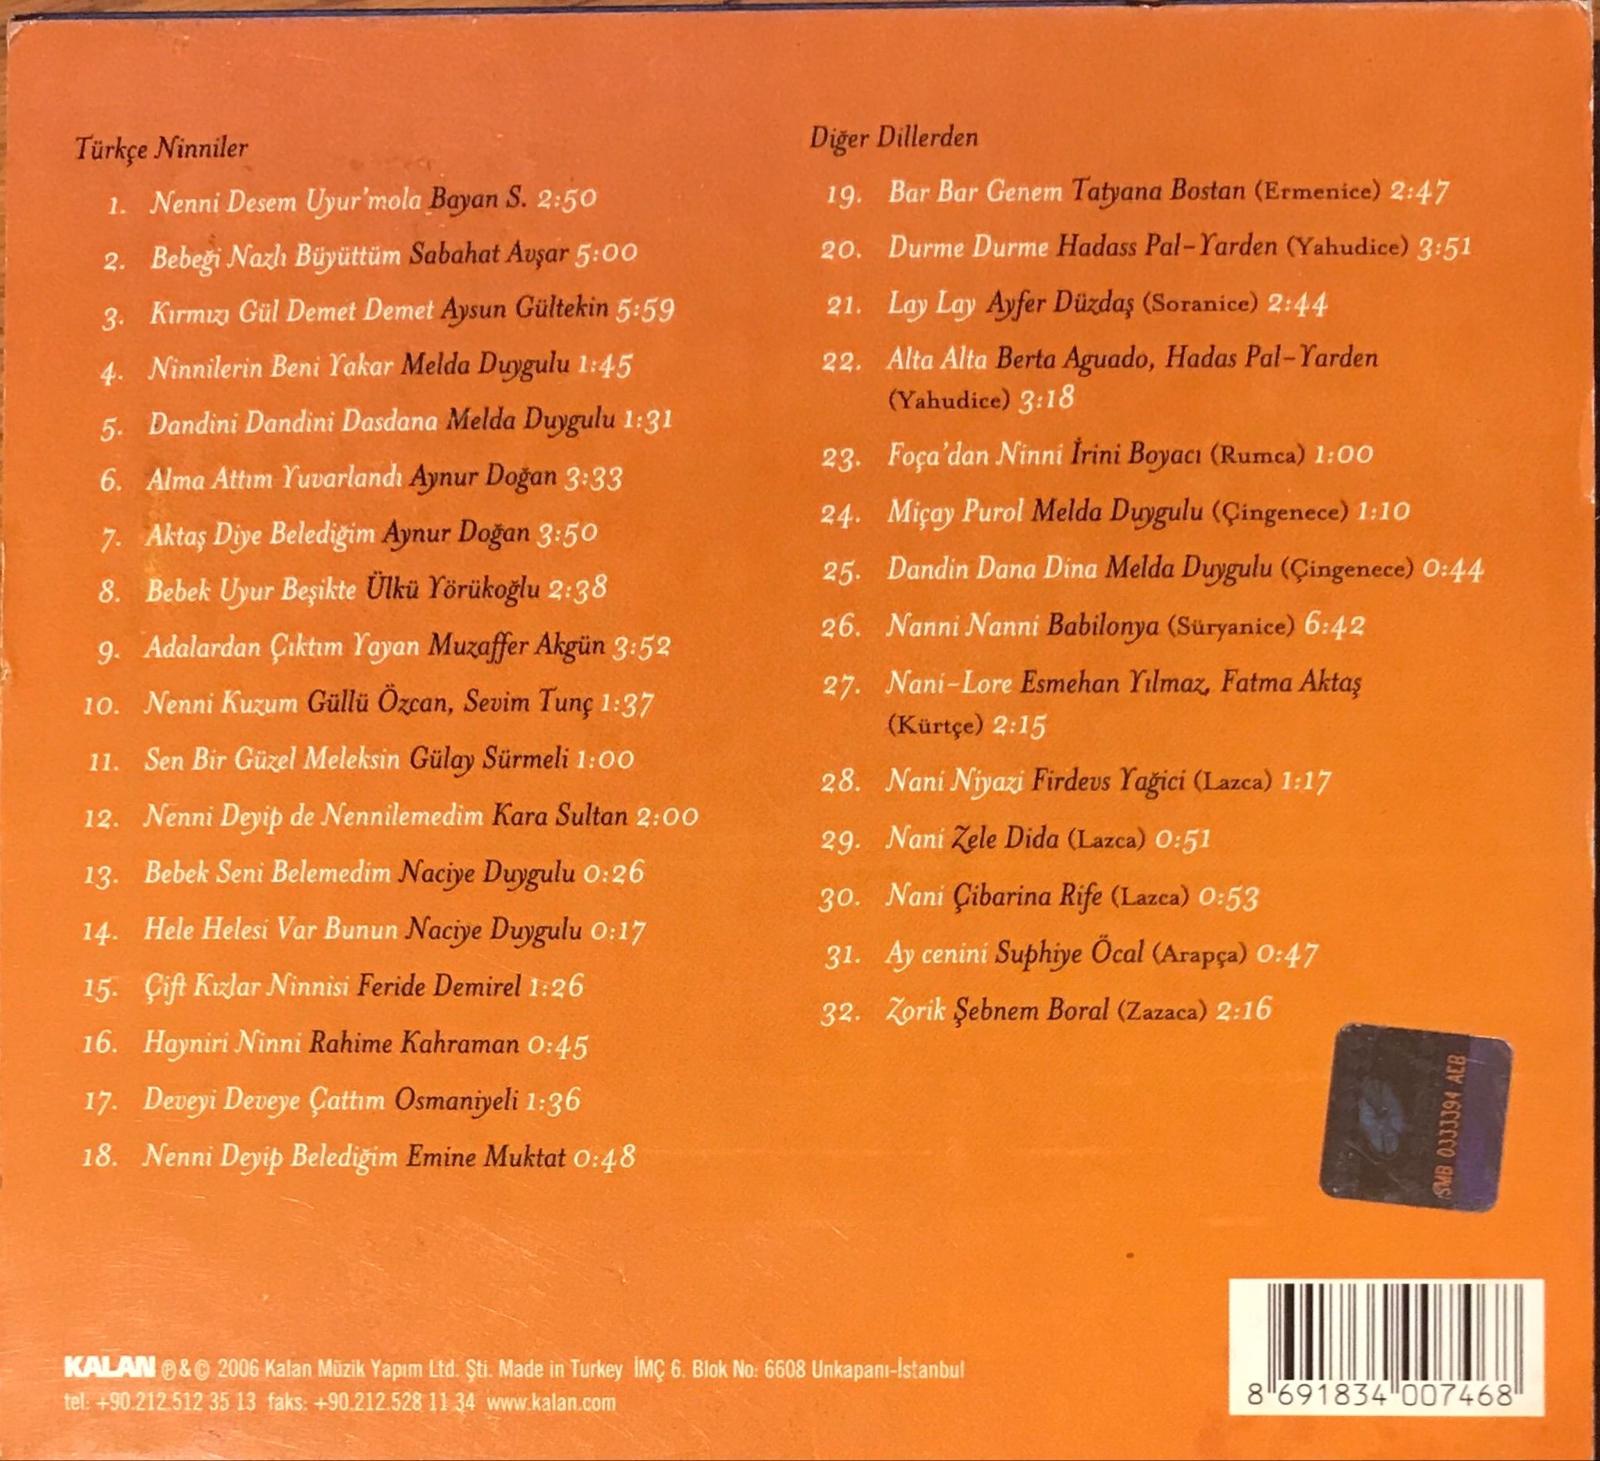 Türkçe Ninniler
1. Nenni Desem Uyur'mola Bayan S. 2:50
2. Bebeği Nazlı Büyüttüm Sabahat Avşar 5:00
3. Kırmızı Gül Demet Demet Aysun Gültekin 5:59
4. Ninnilerin Beni Yakar Melda Duygulu 1:45
5. Dandini Dandini Dasdana Melda Duygulu 1:31
6. Alma Attım Yuvarlandı Aynur Doğan 3:33
7. Aktaş Diye Belediğim Aynur Doğan 3:50
8. Bebek Uyur Beşikte Ülkü Yörükoğlu 2:38
9. Adalardan Çıktım Yayan Muzaffer Akgün 3:52
10. Nenni Kuzum Güllü Özcan, Sevim Tunç 1:37
11. Sen Bir Güzel Meleksin Gülay Sürmeli 1:00
12. Nenni Deyip de Nennilemedim Kara Sultan 2:00
13. Bebek Seni Belemedim Naciye Duygulu 0:26
14. Hele Helesi Var Bunun Naciye Duygulu 0:17
15. Çift Kızlar Ninnisi Feride Demirel 1:26
16. Hayniri Ninni Rahime Kahraman 0:45
17. Deveyi Deveye Çattım Osmaniyeli 1:36
18. Nenni Deyip Belediğim Emine Muktat 0:48
Diğer Dillerden
19. Bar Bar Genem Tatyana Bostan (Ermenice) 2:47
20. Durme Durme Hadass Pal-Yarden (Yahudice) 3:51
21. Lay Lay Ayfer Düzdaş (Soranice) 2:44
22. Alta Alta Berta Aguado, Hadas Pal-Yarden
(Yahudice) 3:18
23. Foça'dan Ninni İrini Boyacı (Rumca) 1:00
24. Miçay Purol Melda Duygulu (Çingenece) 1:10
25. Dandin Dana Dina Melda Duygulu (Çingenece) 0:44
26. Nanni Nanni Babilonya (Süryanice) 6:42
27. Nani-Lore Esmehan Yılmaz, Fatma Aktaş
(Kürtçe) 2:15
28. Nani Niyazi Firdevs Yağici (Lazca) 1:17
29. Nani Zele Dida (Lazca) 0:51
30. Nani Çibarina Rife (Lazca) 0:53
31. Ay cenini Suphiye Öcal (Arapça) 0:47
32. Zorik Şebnem Boral (Zazaca) 2:16
SMB 0333394 AEB
KALAN ℗&© 2006 Kalan Müzik Yapım Ltd. Şti. Made in Turkey İMÇ 6. Blok No: 6608 Unkapanı-İstanbul
tel: +90.212.512 35 13 faks: +90.212.528 11 34 www.kalan.com
8 691834 007468